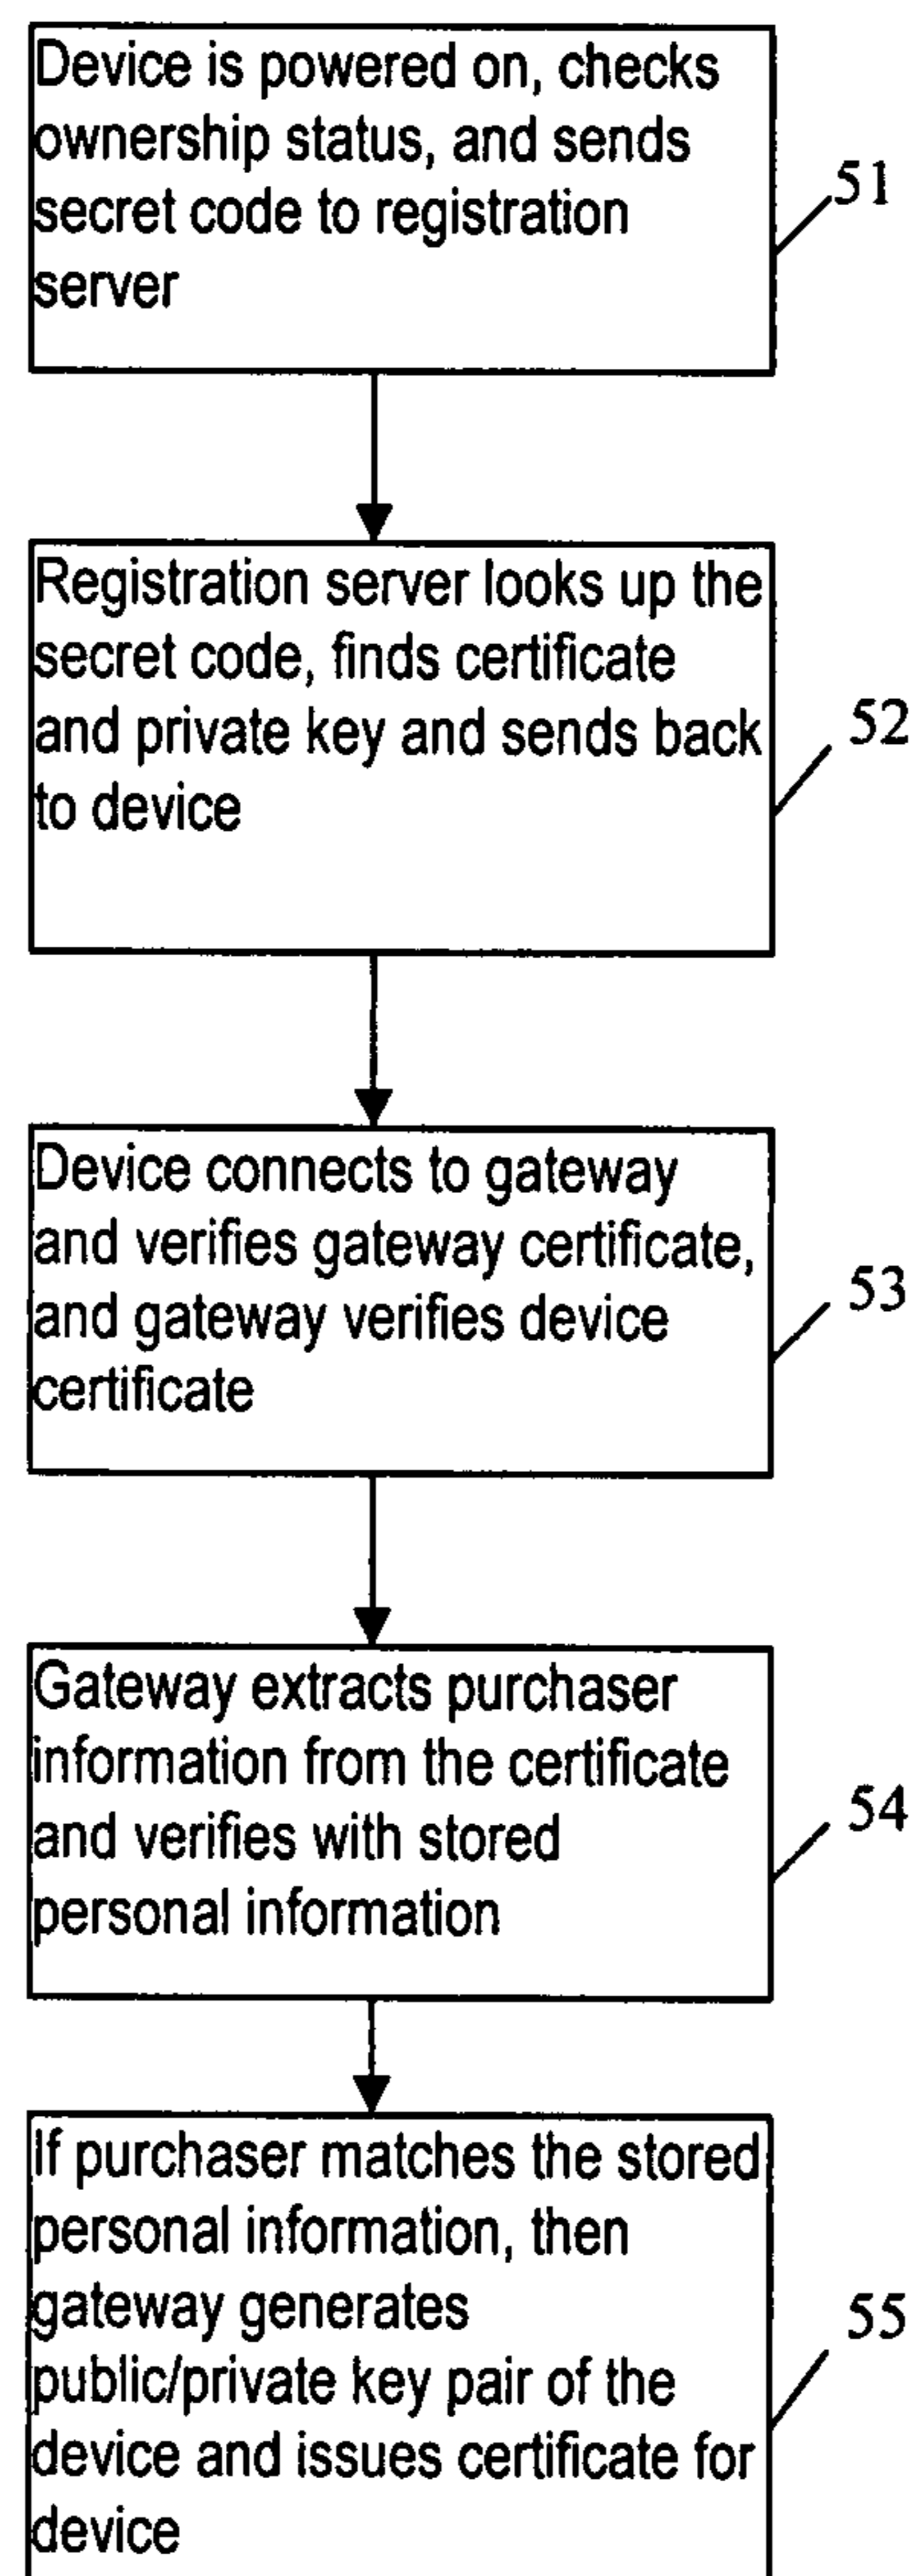 Device is powered on, checks
ownership status, and sends
secret code to registration
server
51
Registration server looks up the
secret code, finds certificate
and private key and sends back
to device
52
Device connects to gateway
and verifies gateway certificate,
and gateway verifies device
certificate
53
Gateway extracts purchaser
information from the certificate
and verifies with stored
personal information
54
If purchaser matches the stored
personal information, then
gateway generates
public/private key pair of the
device and issues certificate for
device
55